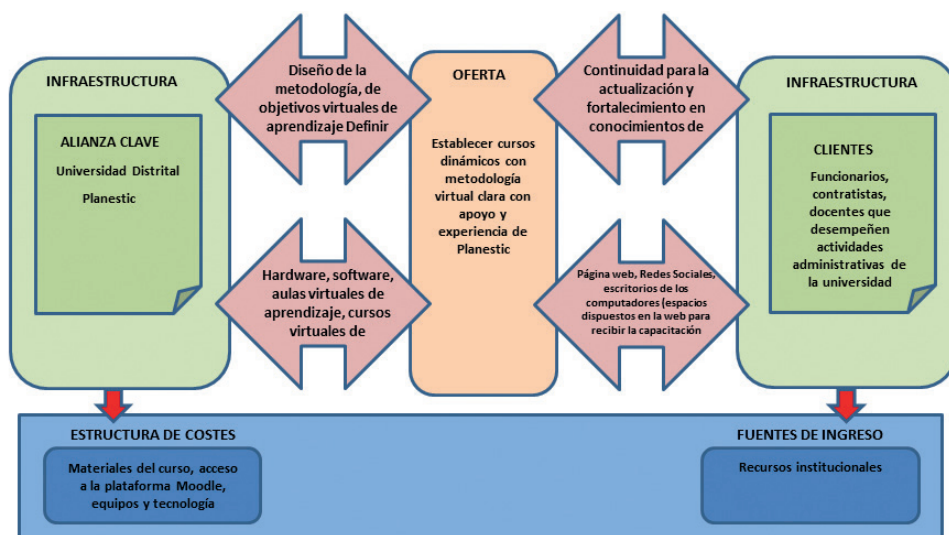 INFRAESTRUCTURA
ALIANZA CLAVE
Universidad Distrital
Planestic
Diseño de la
metodología, de
objetivos virtuales de
aprendizaje Definir
Hardware, software,
aulas virtuales de
aprendizaje, cursos
virtuales de
OFERTA
Establecer cursos
dinámicos con
metodología
virtual clara con
apoyo y
experiencia de
Planestic
Continuidad para la
actualización y
fortalecimiento en
conocimientos de
Página web, Redes Sociales,
escritorios de los
computadores (espacios
dispuestos en la web para
recibir la capacitación
INFRAESTRUCTURA
CLIENTES
Funcionarios,
contratistas,
docentes que
desempeñen
actividades
administrativas de
la universidad
ESTRUCTURA DE COSTES
Materiales del curso, acceso
a la plataforma Moodle,
equipos y tecnología
FUENTES DE INGRESO
Recursos institucionales